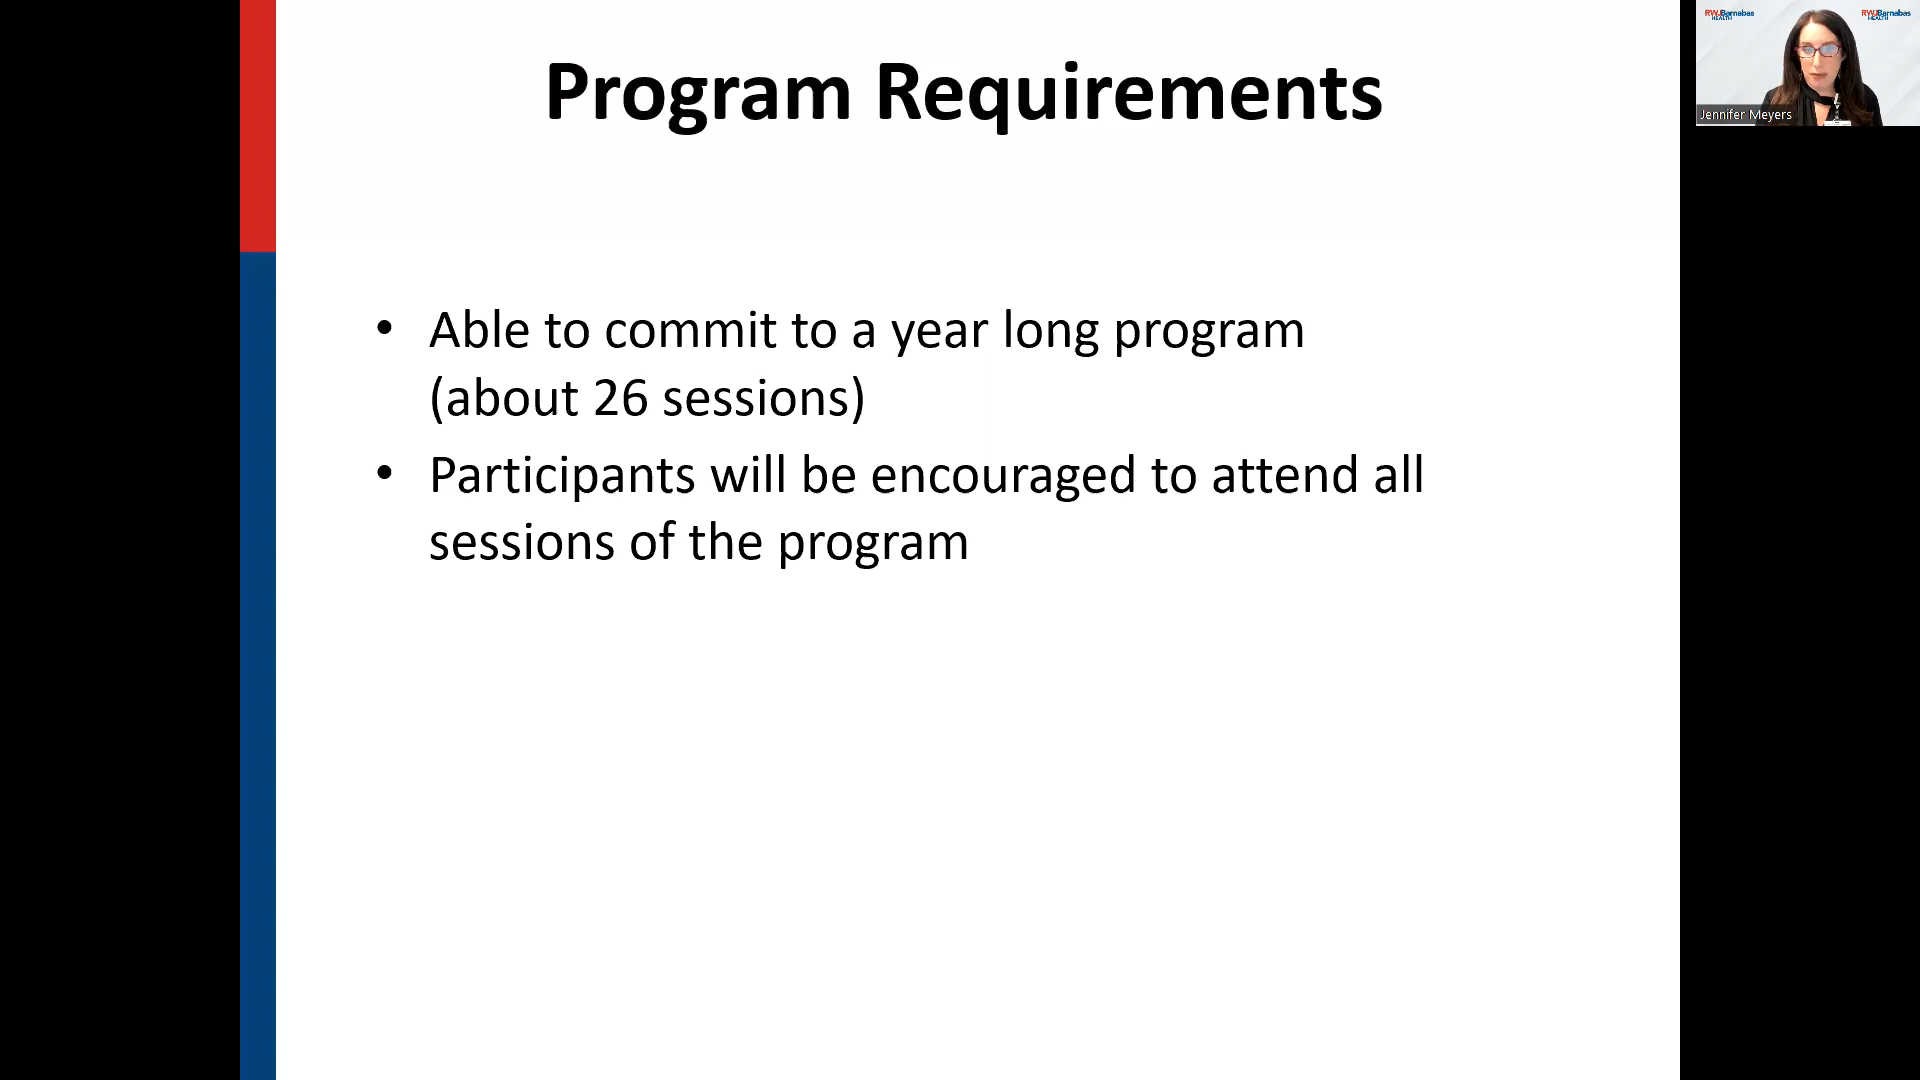 Program Requirements
• Able to commit to a year long program
(about 26 sessions)
• Participants will be encouraged to attend all
sessions of the program
RWJBarnabas
HEALTH
RWJBarnabas
HEALTH
Jennifer Meyers